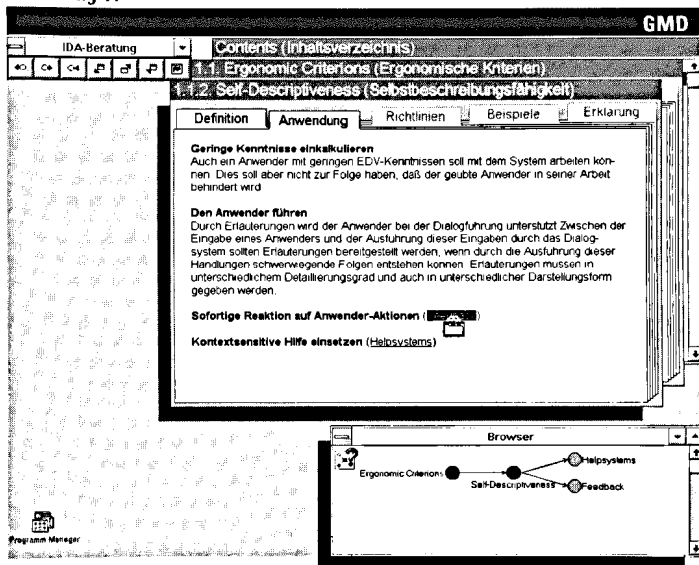 GMD
IDA-Beratung
Contents (Inhaltsverzeichnis)
1.1. Ergonomic Criterions (Ergonomische Kriterien)
1.1.2. Self-Descriptiveness (Selbstbeschreibungsfähigkeit)
Definition Anwendung Richtlinien Beispiele Erklärung
Geringe Kenntnisse einkalkulieren
Auch ein Anwender mit geringen EDV-Kenntnissen soll mit dem System arbeiten kön-
nen. Dies soll aber nicht zur Folge haben, daß der geübte Anwender in seiner Arbeit
behindert wird
Den Anwender führen
Durch Erläuterungen wird der Anwender bei der Dialogführung unterstützt Zwischen der
Eingabe eines Anwenders und der Ausführung dieser Eingaben durch das Dialog-
system sollten Erläuterungen bereitgestellt werden, wenn durch die Ausführung dieser
Handlungen schwerwiegende Folgen entstehen können. Erläuterungen müssen in
unterschiedlichem Detaillierungsgrad und auch in unterschiedlicher Darstellungsform
gegeben werden.
Sofortige Reaktion auf Anwender-Aktionen ( )
Kontextsensitive Hilfe einsetzen (Helpsystems)
Browser
Helpsystems
Ergonomic Criterions
Self-Descriptiveness
Feedback
Programm Manager